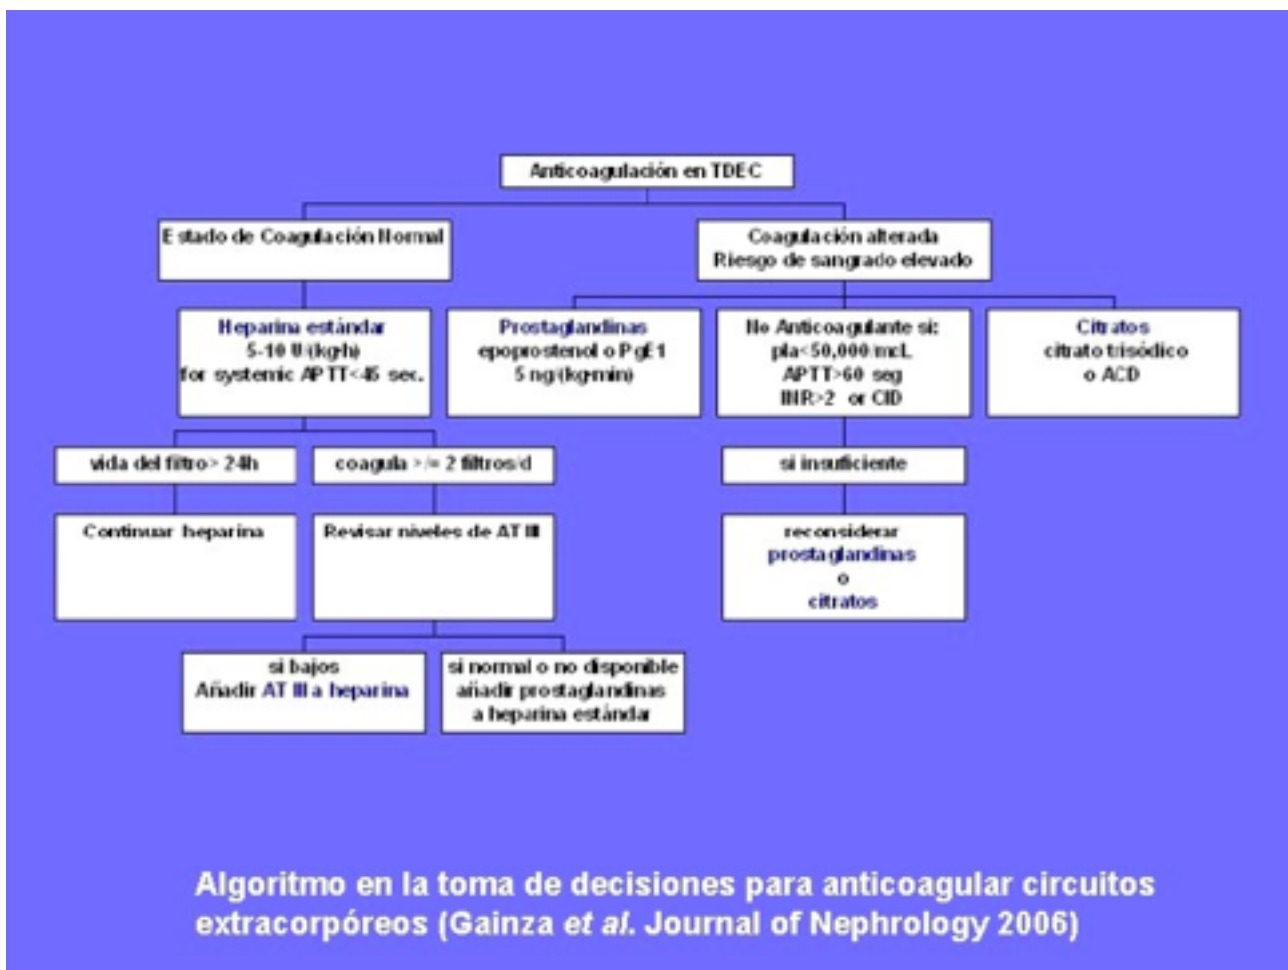 Anticoagulación en TDEC
Estado de Coagulación Normal
Coagulación alterada
Riesgo de sangrado elevado
Heparina estándar
5-10 U/(kg·h)
for systemic APTT<45 sec.
Prostaglandinas
epoprostenol o PgE1
5 ng/(kg·min)
No Anticoagulante si:
pla<50,000/mcL
APTT>60 seg
INR>2 or CID
Citratos
citrato trisódico
o ACD
vida del filtro> 24h
coagula >/= 2 filtros/d
si insuficiente
Continuar heparina
Revisar niveles de AT III
reconsiderar
prostaglandinas
o
citratos
si bajos
Añadir AT III a heparina
si normal o no disponible
añadir prostaglandinas
a heparina estándar
Algoritmo en la toma de decisiones para anticoagular circuitos
extracorpóreos (Gainza et al. Journal of Nephrology 2006)